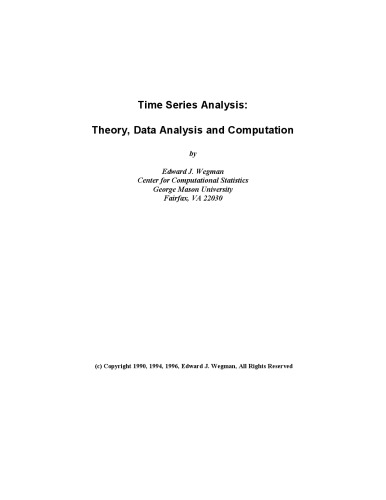 Time Series Analysis:
Theory, Data Analysis and Computation
by
Edward J. Wegman
Center for Computational Statistics
George Mason University
Fairfax, VA 22030
(c) Copyright 1990, 1994, 1996, Edward J. Wegman, All Rights Reserved